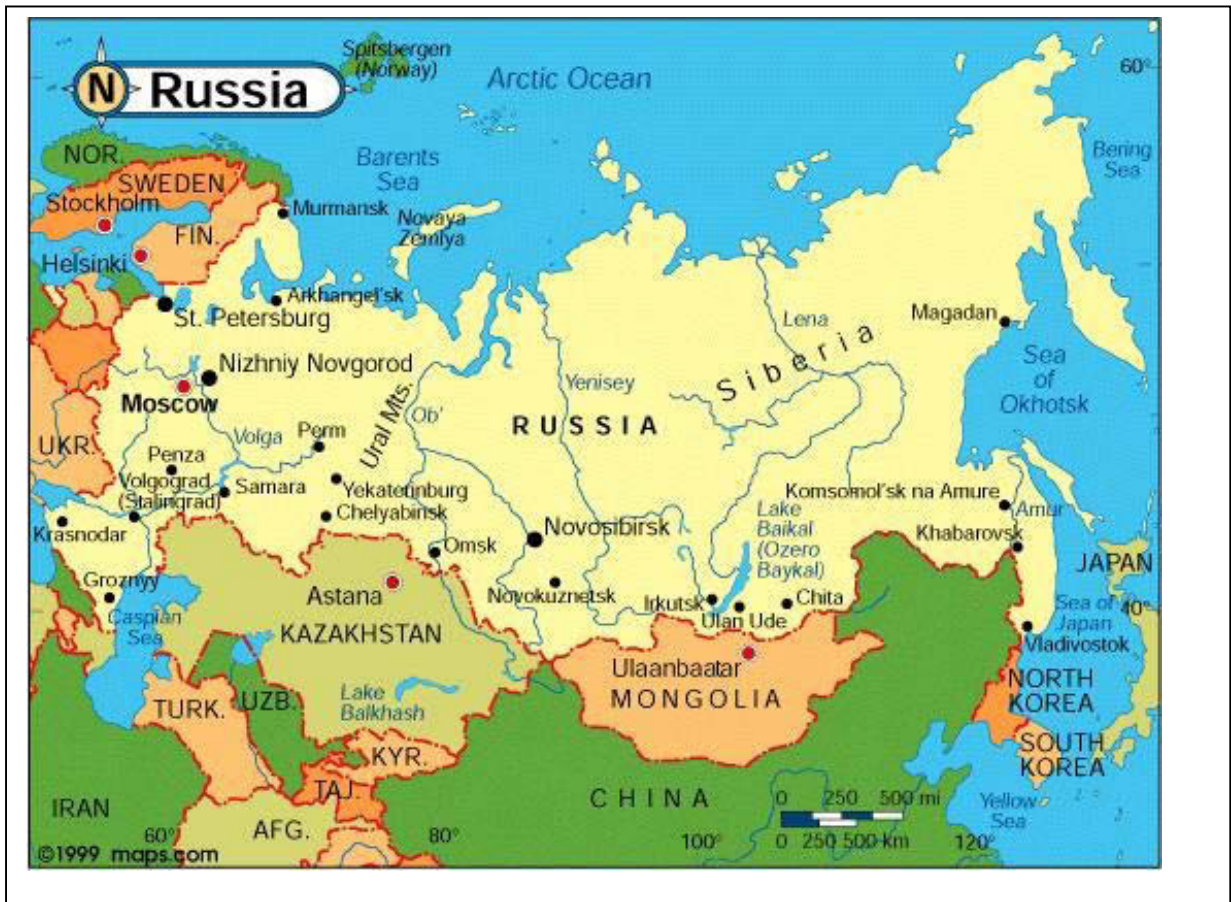 N Russia
Spitsbergen
(Norway)
Arctic Ocean
60°
NOR.
Barents
Sea
Bering
Sea
SWEDEN
Stockholm
Murmansk
Novaya
Zemlya
FIN.
Helsinki
Arkhangel'sk
St. Petersburg
Lena
Magadan
Siberia
Sea
of
Okhotsk
Nizhniy Novgorod
Yenisey
Moscow
Ural Mts.
Ob'
RUSSIA
UKR.
Volga
Perm
Penza
Volgograd
(Stalingrad)
Samara
Yekaterinburg
Chelyabinsk
Komsomol'sk na Amure
Amur
Krasnodar
Novosibirsk
Lake
Baikal
(Ozero
Baykal)
Khabarovsk
Omsk
JAPAN
Groznyy
Astana
Novokuznetsk
Irkutsk
Ulan Ude
Chita
40°
Caspian
Sea
KAZAKHSTAN
Sea of
Japan
Vladivostok
Ulaanbaatar
MONGOLIA
NORTH
KOREA
TURK.
UZB.
Lake
Balkhash
KYR.
SOUTH
KOREA
TAJ.
IRAN
CHINA
0 250 500 mi
Yellow
Sea
60°
AFG.
80°
100°
0 250 500 km
120°
©1999 maps.com